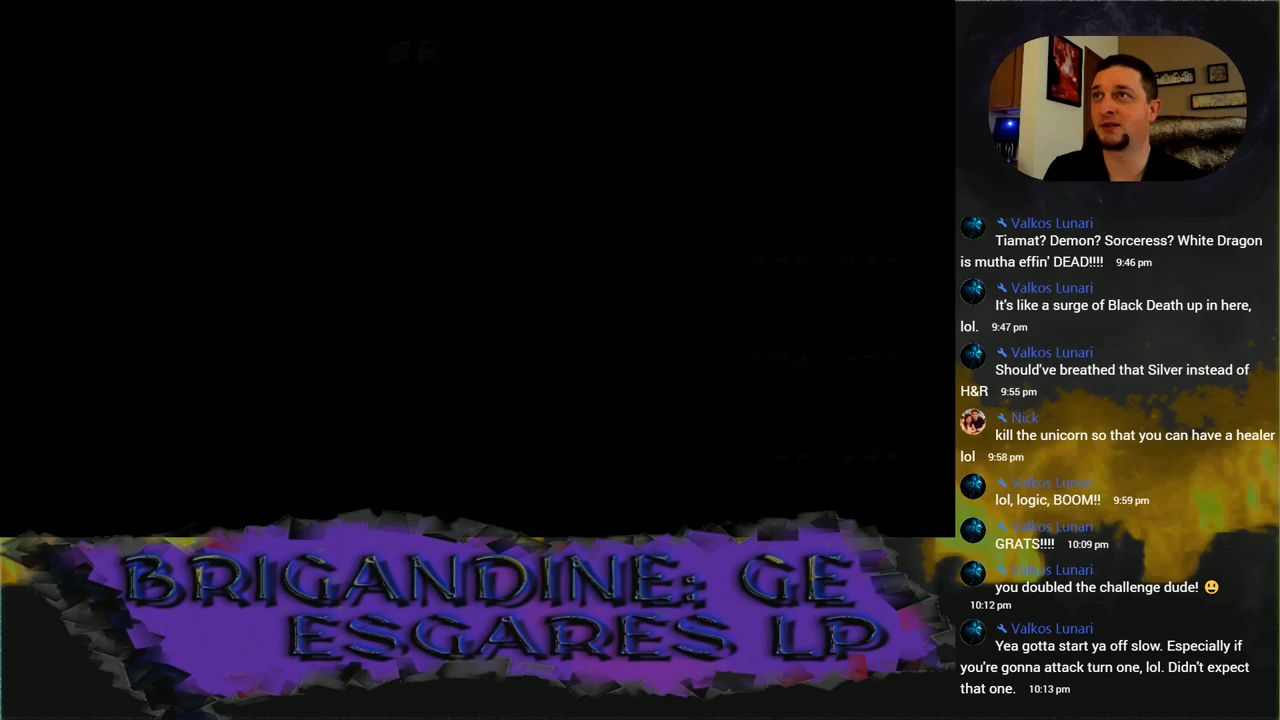 Valkos Lunari
Tiamat? Demon? Sorceress? White Dragon
is mutha effin' DEAD!!!! 9:46 pm
Valkos Lunari
It's like a surge of Black Death up in here,
lol. 9:47 pm
Valkos Lunari
Should've breathed that Silver instead of
H&R 9:55 pm
Nick
kill the unicorn so that you can have a healer
lol 9:58 pm
Valkos Lunari
lol, logic, BOOM!! 9:59 pm
Valkos Lunari
GRATS!!!! 10:09 pm
Valkos Lunari
you doubled the challenge dude! 😃
10:12 pm
Valkos Lunari
Yea gotta start ya off slow. Especially if
you're gonna attack turn one, lol. Didn't expect
that one. 10:13 pm
BRIGANDINE: GE
ESGARES LP